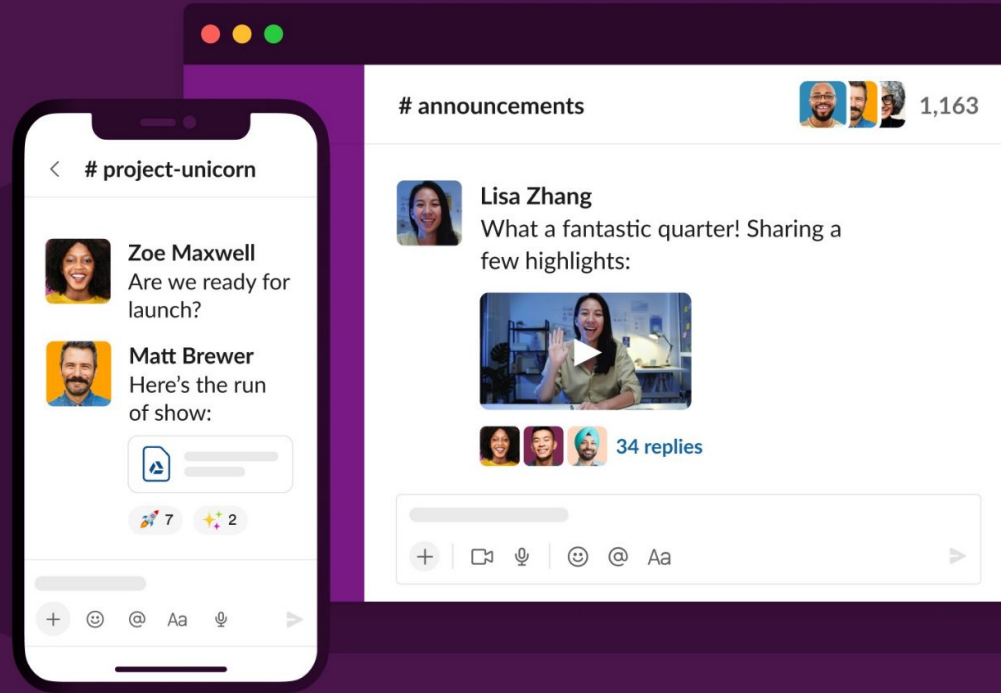 # project-unicorn
Zoe Maxwell
Are we ready for
launch?
Matt Brewer
Here's the run
of show:
7
2
@ Aa
# announcements
1,163
Lisa Zhang
What a fantastic quarter! Sharing a
few highlights:
34 replies
@ Aa